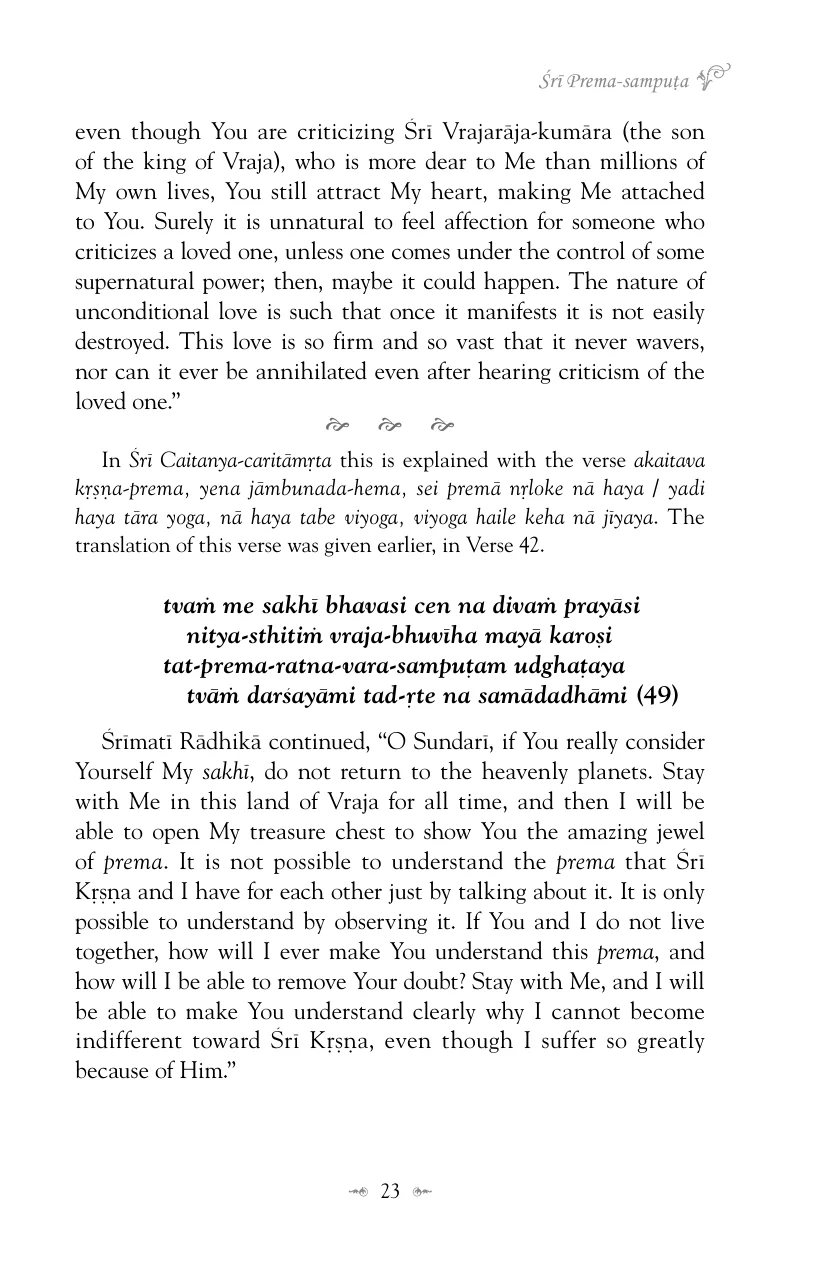 Śrī Prema-sampuṭa
even though You are criticizing Śrī Vrajarāja-kumāra (the son
of the king of Vraja), who is more dear to Me than millions of
My own lives, You still attract My heart, making Me attached
to You. Surely it is unnatural to feel affection for someone who
criticizes a loved one, unless one comes under the control of some
supernatural power; then, maybe it could happen. The nature of
unconditional love is such that once it manifests it is not easily
destroyed. This love is so firm and so vast that it never wavers,
nor can it ever be annihilated even after hearing criticism of the
loved one.”
In Śrī Caitanya-caritāmṛta this is explained with the verse akaitava
kṛṣṇa-prema, yena jāmbunada-hema, sei premā nṛloke nā haya / yadi
haya tāra yoga, nā haya tabe viyoga, viyoga haile keha nā jīyaya. The
translation of this verse was given earlier, in Verse 42.
tvaṁ me sakhī bhavasi cen na divaṁ prayāsi
nitya-sthitiṁ vraja-bhuvīha mayā karoṣi
tat-prema-ratna-vara-sampuṭam udghaṭaya
tvāṁ darśayāmi tad-ṛte na samādadhāmi (49)
Śrīmatī Rādhikā continued, “O Sundarī, if You really consider
Yourself My sakhī, do not return to the heavenly planets. Stay
with Me in this land of Vraja for all time, and then I will be
able to open My treasure chest to show You the amazing jewel
of prema. It is not possible to understand the prema that Śrī
Kṛṣṇa and I have for each other just by talking about it. It is only
possible to understand by observing it. If You and I do not live
together, how will I ever make You understand this prema, and
how will I be able to remove Your doubt? Stay with Me, and I will
be able to make You understand clearly why I cannot become
indifferent toward Śrī Kṛṣṇa, even though I suffer so greatly
because of Him.”
23